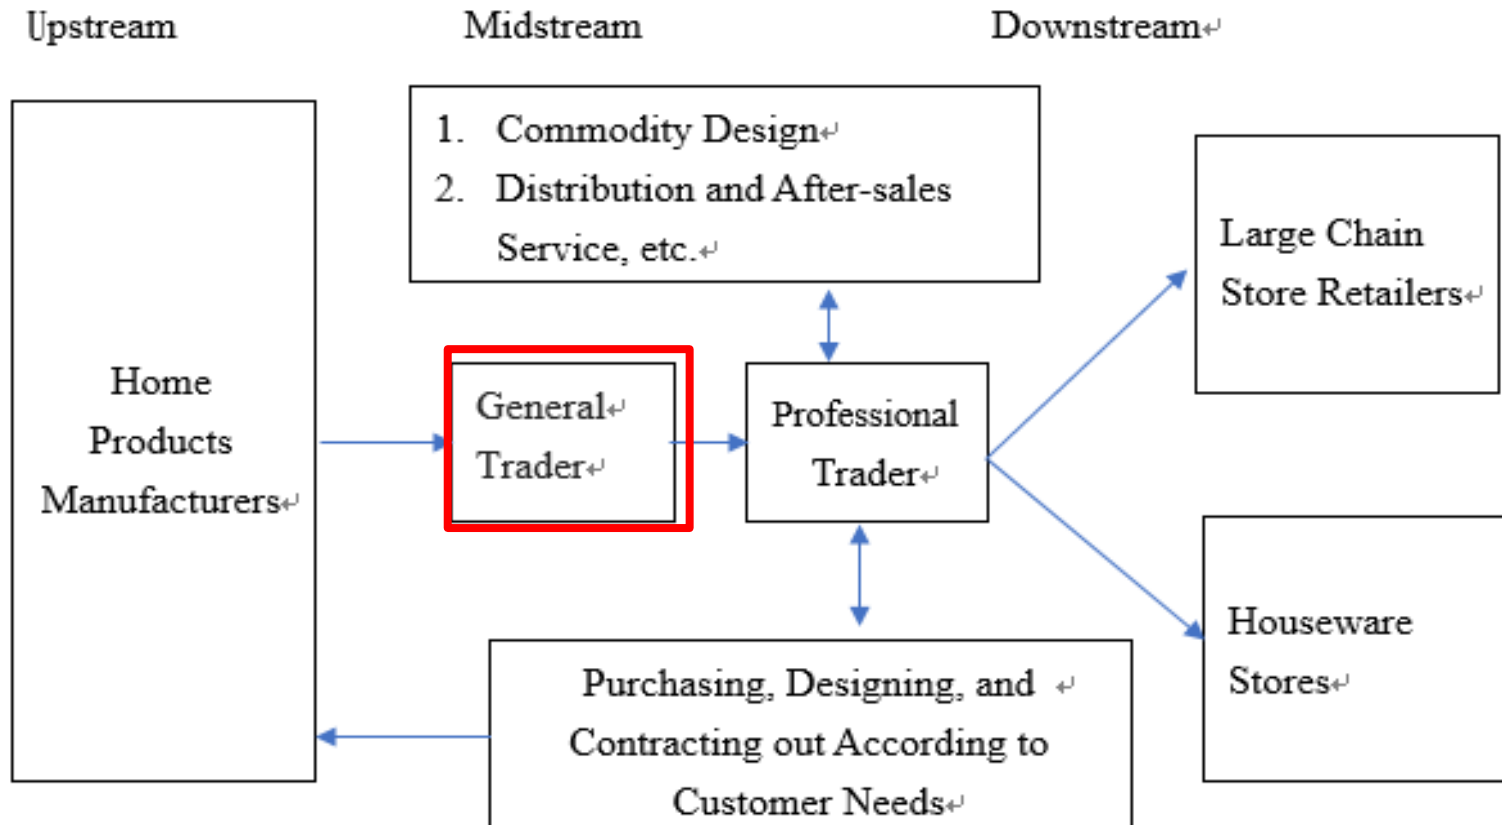 Upstream
Midstream
Downstream↵
1. Commodity Design↵
2. Distribution and After-sales
Service, etc.↵
Large Chain
Store Retailers↵
Home
Products
Manufacturers↵
General↵
Trader↵
Professional
Trader↵
Houseware
Stores↵
Purchasing, Designing, and ↵
Contracting out According to
Customer Needs↵